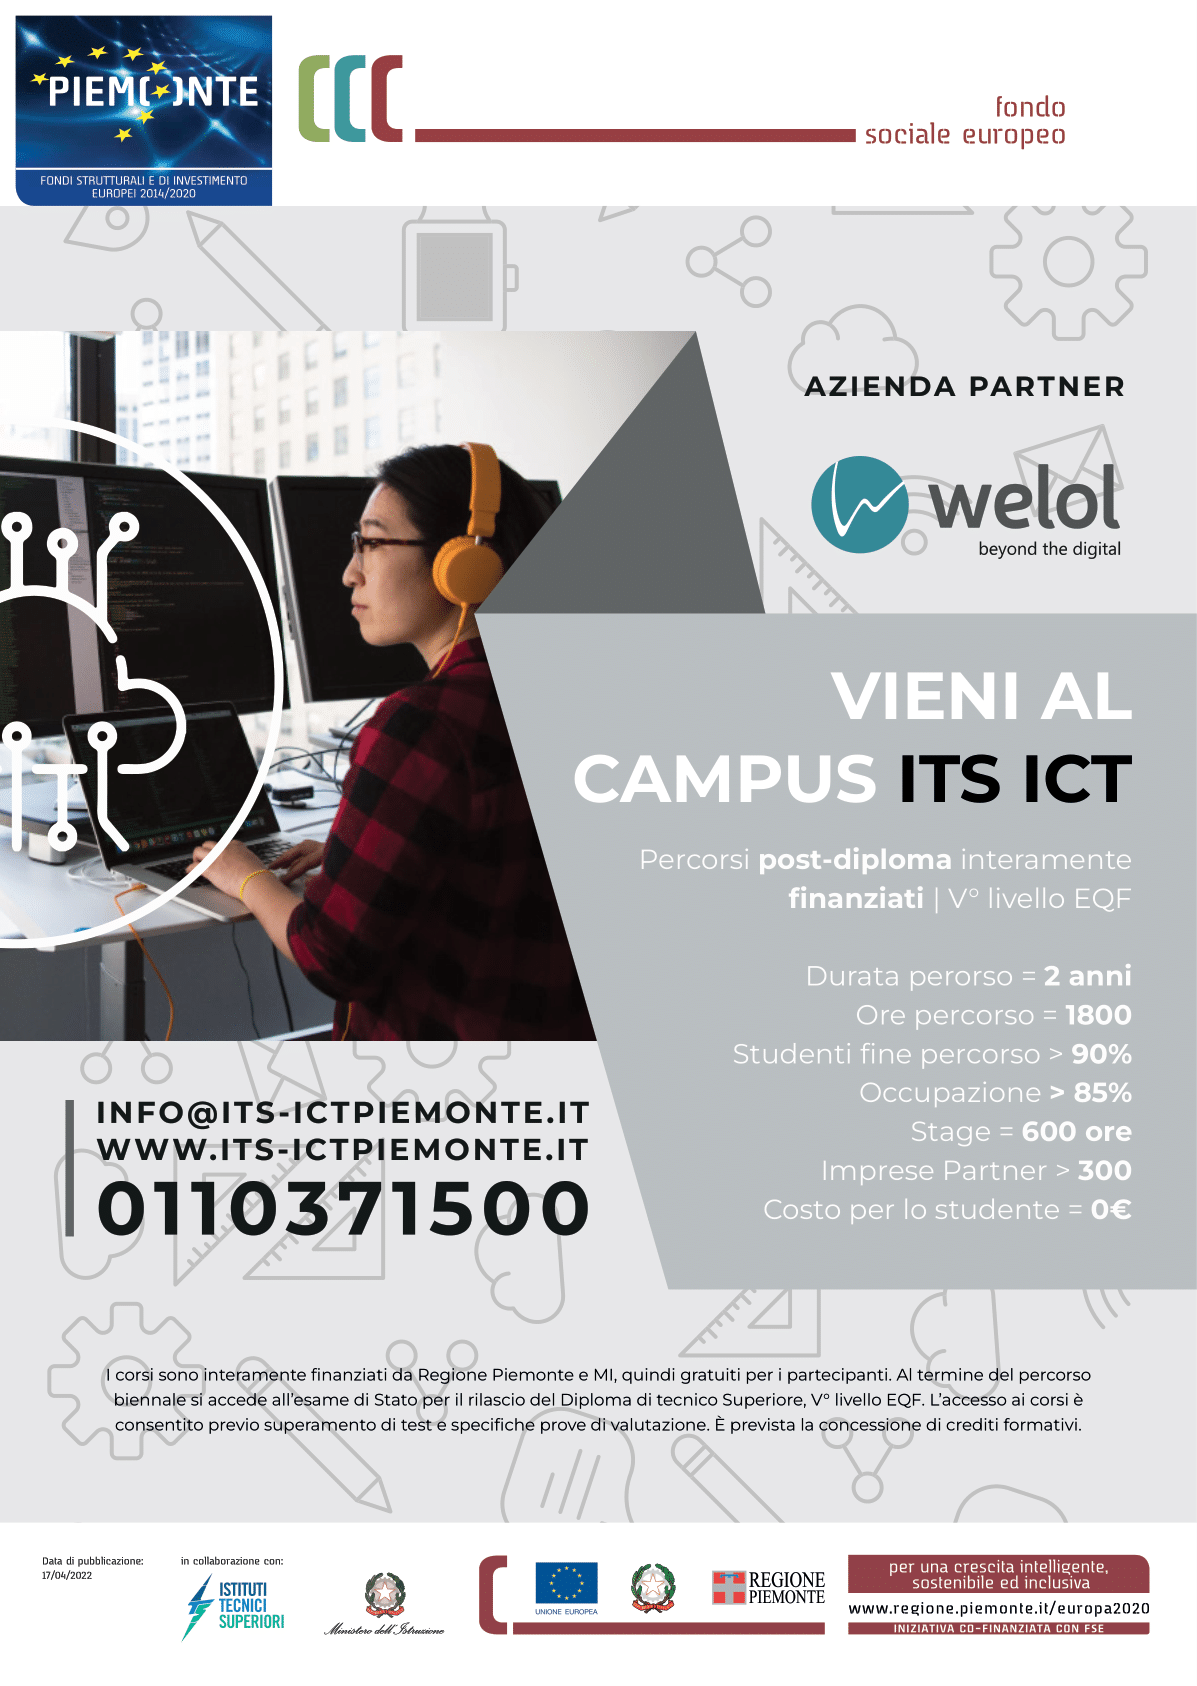 PIEMONTE
FONDI STRUTTURALI E DI INVESTIMENTO
EUROPEI 2014/2020
fondo
sociale europeo
AZIENDA PARTNER
welol
beyond the digital
VIENI AL
CAMPUS ITS ICT
Percorsi post-diploma interamente
finanziati | V° livello EQF
Durata perorso = 2 anni
Ore percorso = 1800
Studenti fine percorso > 90%
Occupazione > 85%
Stage = 600 ore
Imprese Partner > 300
Costo per lo studente = 0€
INFO@ITS-ICTPIEMONTE.IT
WWW.ITS-ICTPIEMONTE.IT
0110371500
I corsi sono interamente finanziati da Regione Piemonte e MI, quindi gratuiti per i partecipanti. Al termine del percorso
biennale si accede all'esame di Stato per il rilascio del Diploma di tecnico Superiore, V° livello EQF. L'accesso ai corsi è
consentito previo superamento di test e specifiche prove di valutazione. È prevista la concessione di crediti formativi.
Data di pubblicazione:
17/04/2022
in collaborazione con:
ISTITUTI
TECNICI
SUPERIORI
Ministero dell'Istruzione
UNIONE EUROPEA
REGIONE
PIEMONTE
per una crescita intelligente,
sostenibile ed inclusiva
www.regione.piemonte.it/europa2020
INIZIATIVA CO-FINANZIATA CON FSE